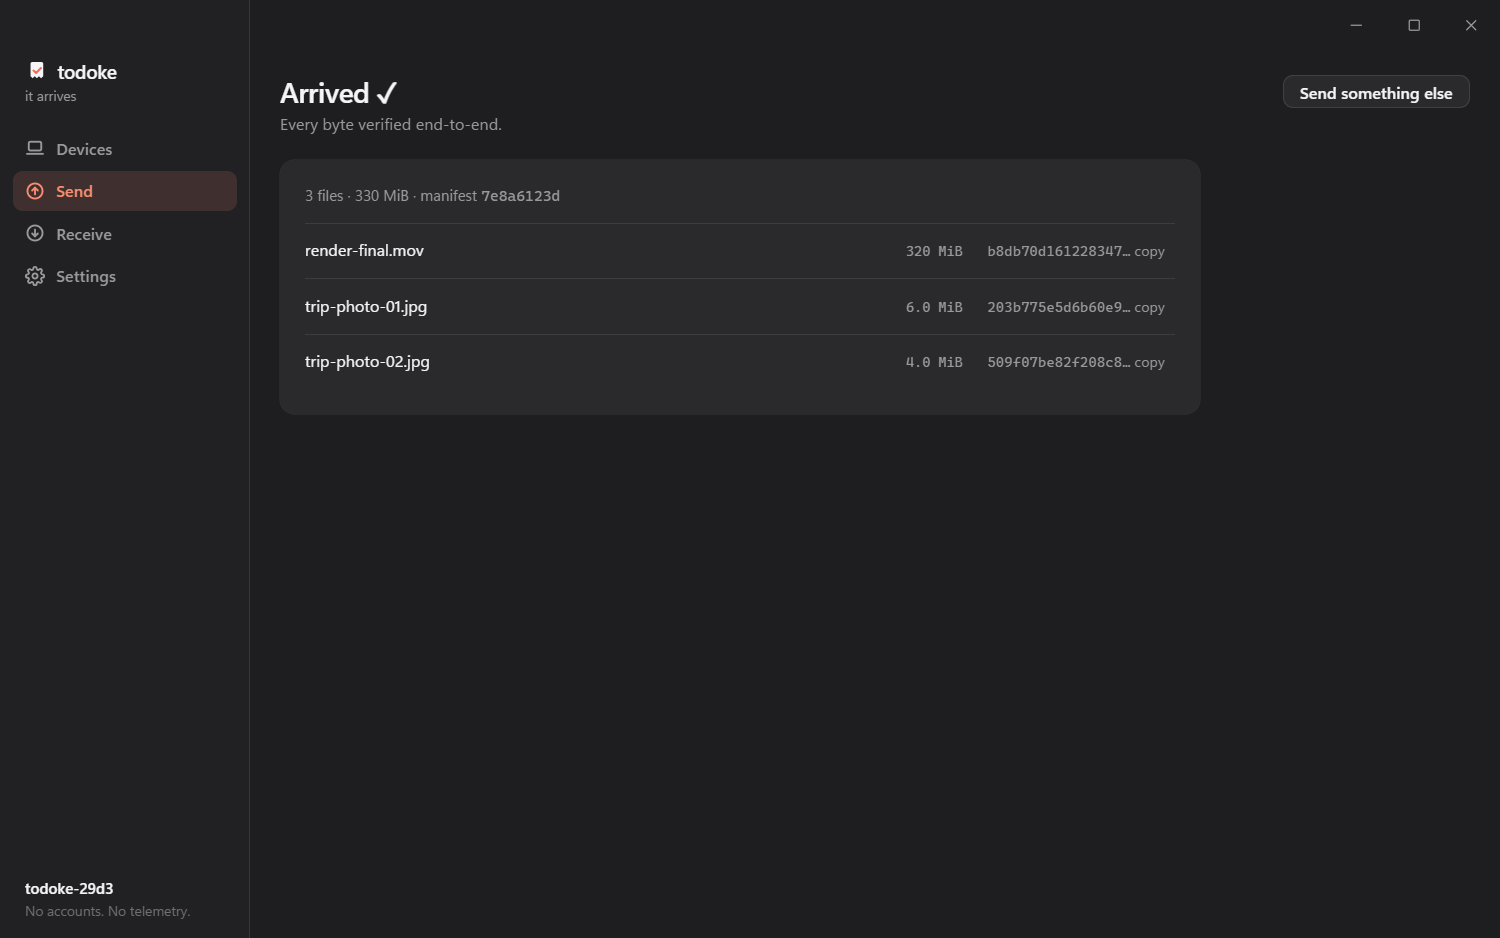 todoke
it arrives
Devices
Send
Receive
Settings
Arrived ✓
Every byte verified end-to-end.
Send something else
3 files · 330 MiB · manifest 7e8a6123d
render-final.mov 320 MiB b8db70d161228347… copy
trip-photo-01.jpg 6.0 MiB 203b775e5d6b60e9… copy
trip-photo-02.jpg 4.0 MiB 509f07be82f208c8… copy
todoke-29d3
No accounts. No telemetry.